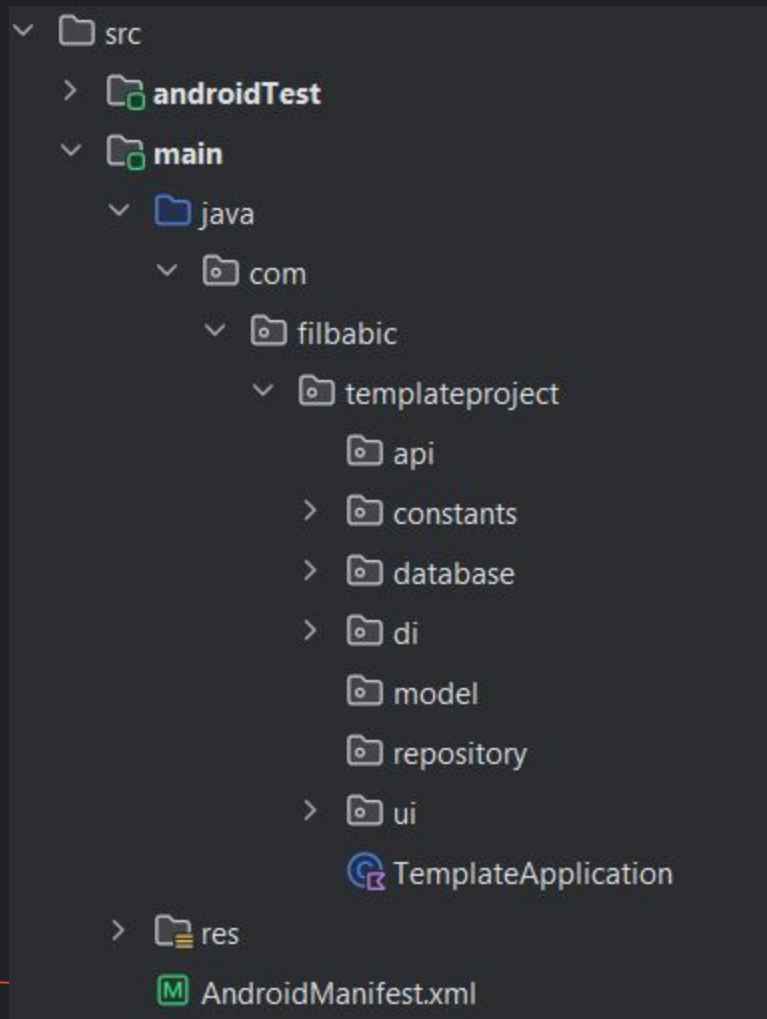 src
androidTest
main
java
com
filbabic
templateproject
api
constants
database
di
model
repository
ui
TemplateApplication
res
AndroidManifest.xml